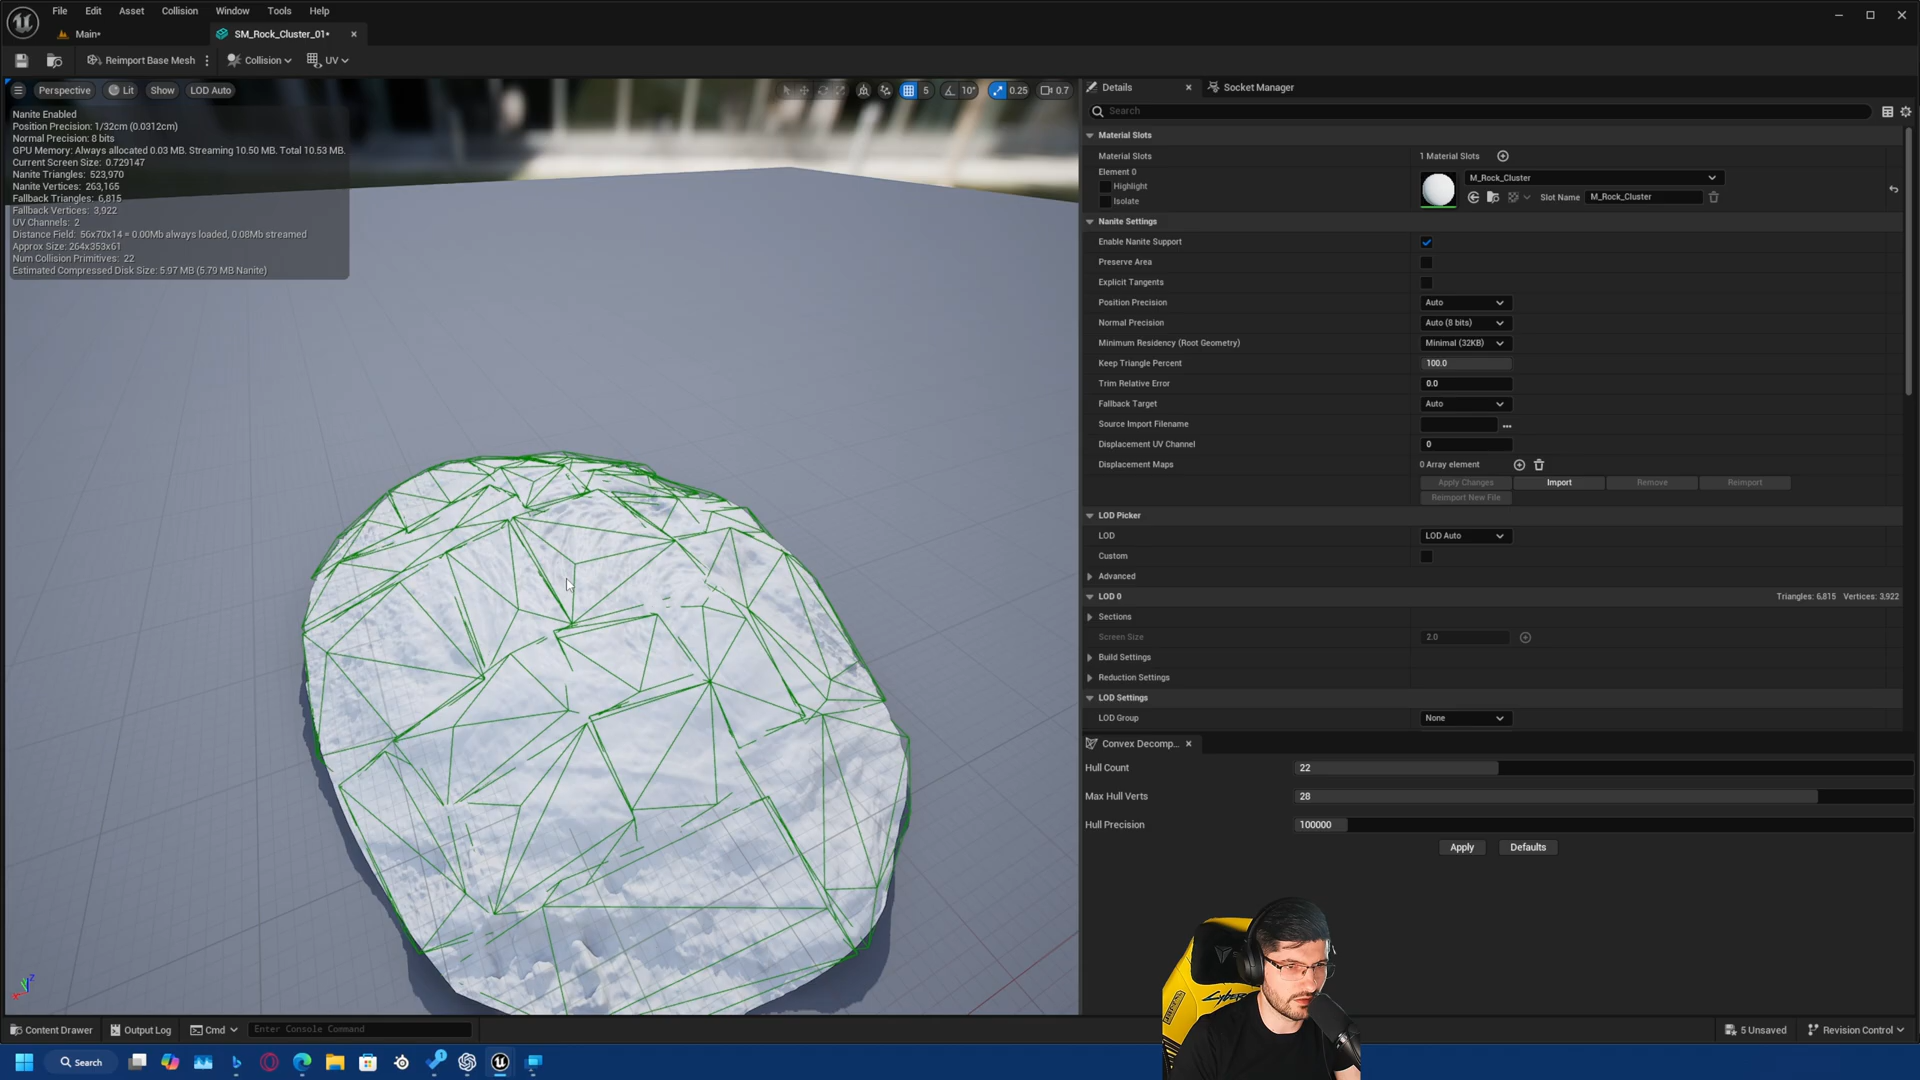 File Edit Asset Collision Window Tools Help
Main*
SM_Rock_Cluster_01*
Reimport Base Mesh Collision UV
Perspective Lit Show LOD Auto 5 10° 0.25 0.7
Nanite Enabled
Position Precision: 1/32cm (0.0312cm)
Normal Precision: 8 bits
GPU Memory: Always allocated 0.03 MB. Streaming 10.50 MB. Total 10.53 MB.
Current Screen Size: 0.729147
Nanite Triangles: 523,970
Nanite Vertices: 263,165
Fallback Triangles: 6,815
Fallback Vertices: 3,922
UV Channels: 2
Distance Field: 56x70x14 = 0.00Mb always loaded, 0.08Mb streamed
Approx Size: 264x353x61
Num Collision Primitives: 22
Estimated Compressed Disk Size: 5.97 MB (5.79 MB Nanite)
Details Socket Manager
Search
Material Slots
Material Slots 1 Material Slots
Element 0
Highlight
Isolate
M_Rock_Cluster
Slot Name M_Rock_Cluster
Nanite Settings
Enable Nanite Support
Preserve Area
Explicit Tangents
Position Precision Auto
Normal Precision Auto (8 bits)
Minimum Residency (Root Geometry) Minimal (32KB)
Keep Triangle Percent 100.0
Trim Relative Error 0.0
Fallback Target Auto
Source Import Filename
Displacement UV Channel 0
Displacement Maps 0 Array element
Apply Changes Import Remove Reimport
Reimport New File
LOD Picker
LOD LOD Auto
Custom
Advanced
LOD 0 Triangles: 6,815 Vertices: 3,922
Sections
Screen Size 2.0
Build Settings
Reduction Settings
LOD Settings
LOD Group None
Convex Decomp...
Hull Count 22
Max Hull Verts 28
Hull Precision 100000
Apply Defaults
Z
X
Content Drawer Output Log Cmd Enter Console Command 5 Unsaved Revision Control
Search